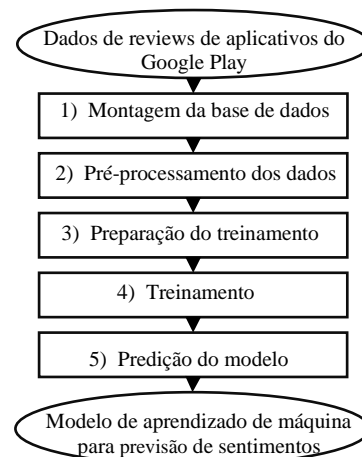 Dados de reviews de aplicativos do
Google Play
1) Montagem da base de dados
2) Pré-processamento dos dados
3) Preparação do treinamento
4) Treinamento
5) Predição do modelo
Modelo de aprendizado de máquina
para previsão de sentimentos